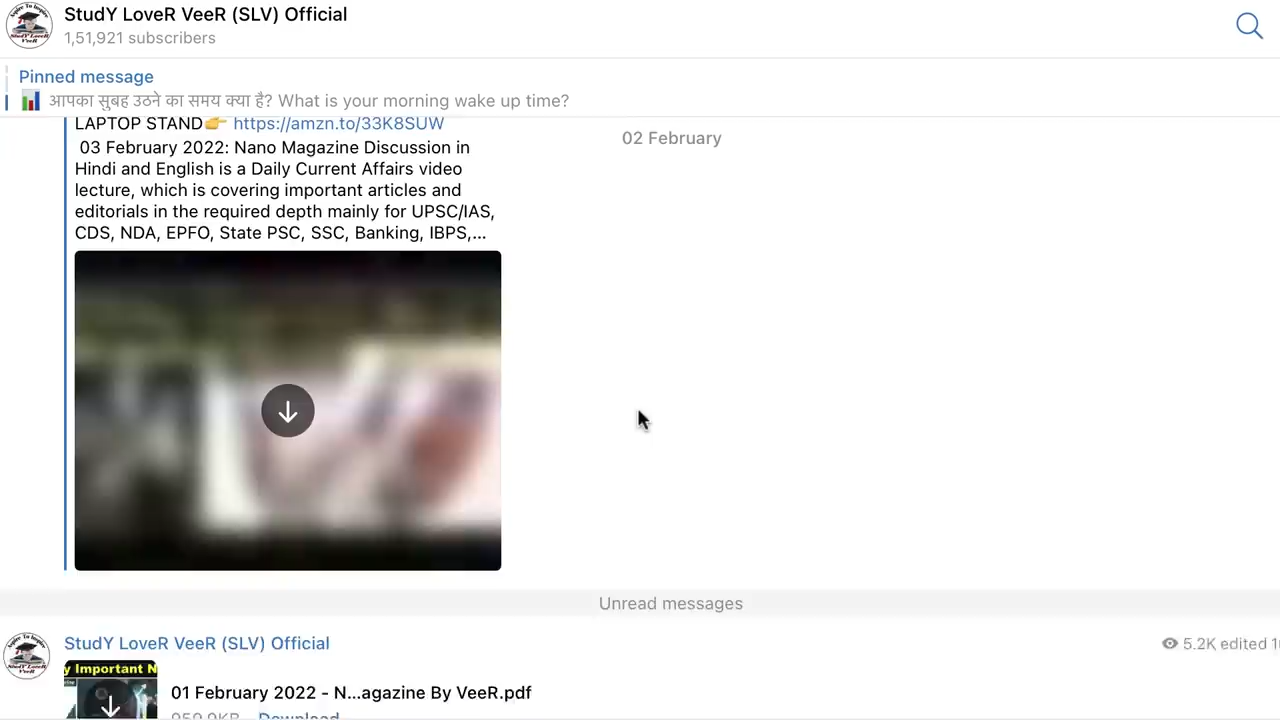 StudY LoveR VeeR (SLV) Official
1,51,921 subscribers
Pinned message
📊 आपका सुबह उठने का समय क्या है? What is your morning wake up time?
LAPTOP STAND👉 https://amzn.to/33K8SUW
02 February
03 February 2022: Nano Magazine Discussion in
Hindi and English is a Daily Current Affairs video
lecture, which is covering important articles and
editorials in the required depth mainly for UPSC/IAS,
CDS, NDA, EPFO, State PSC, SSC, Banking, IBPS,...
Unread messages
StudY LoveR VeeR (SLV) Official
5.2K edited
y Important N
01 February 2022 - N...agazine By VeeR.pdf
959.9KB Download